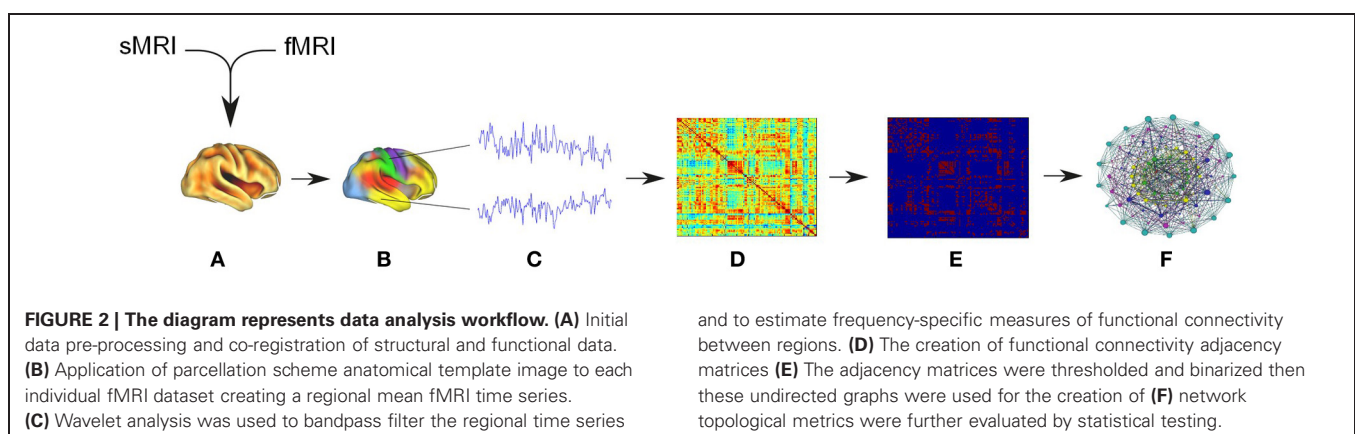 sMRI fMRI
A B C D E F
FIGURE 2 | The diagram represents data analysis workflow. (A) Initial
data pre-processing and co-registration of structural and functional data.
(B) Application of parcellation scheme anatomical template image to each
individual fMRI dataset creating a regional mean fMRI time series.
(C) Wavelet analysis was used to bandpass filter the regional time series
and to estimate frequency-specific measures of functional connectivity
between regions. (D) The creation of functional connectivity adjacency
matrices (E) The adjacency matrices were thresholded and binarized then
these undirected graphs were used for the creation of (F) network
topological metrics were further evaluated by statistical testing.